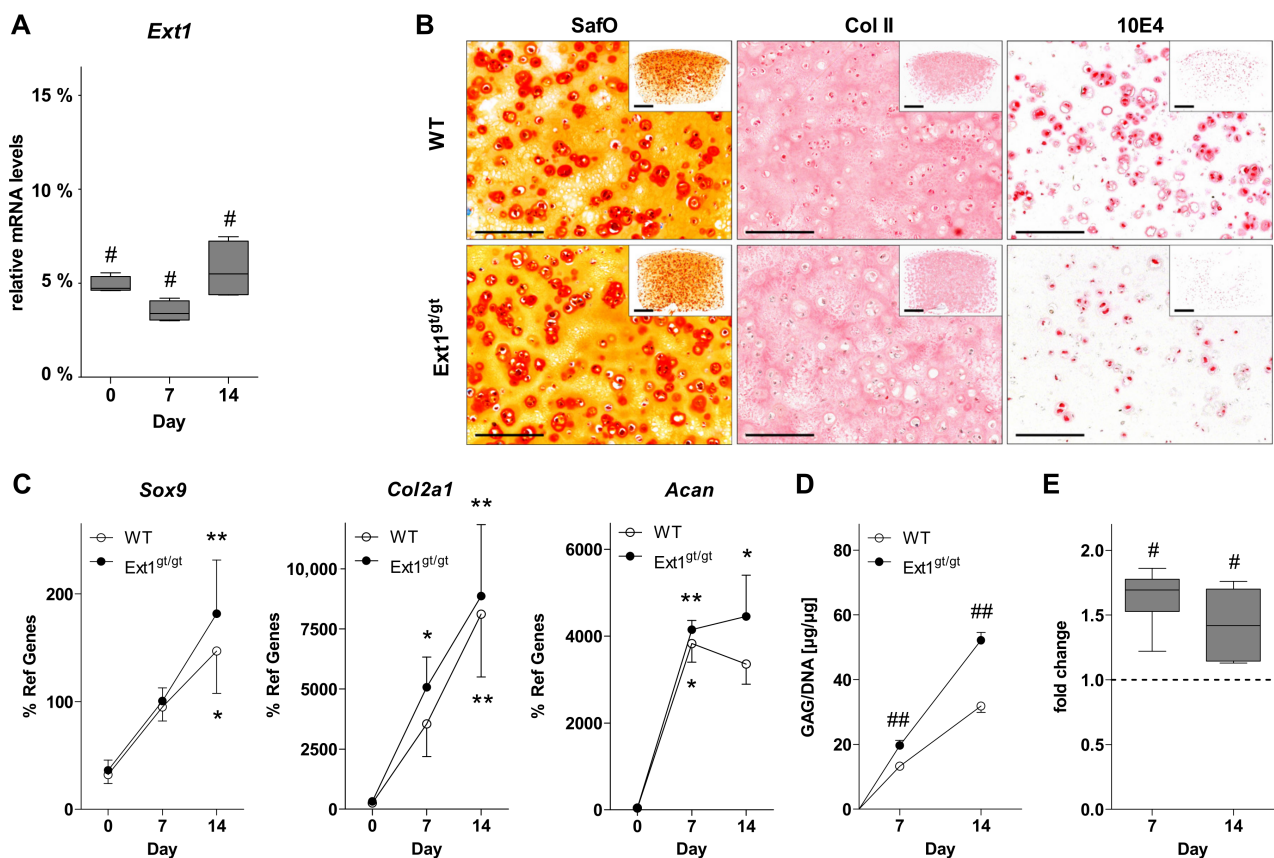 A
Ext1
relative mRNA levels
15 %
10 %
5 %
0 %
#
#
#
0
7
14
Day
B
SafO
Col II
10E4
WT
Ext1gt/gt
C
Sox9
WT
Ext1gt/gt
% Ref Genes
200
100
0
**
*
0
7
14
Day
Col2a1
WT
Ext1gt/gt
% Ref Genes
10,000
7500
5000
2500
0
*
**
**
0
7
14
Day
Acan
WT
Ext1gt/gt
% Ref Genes
6000
4000
2000
0
**
*
*
0
7
14
Day
D
WT
Ext1gt/gt
GAG/DNA [µg/µg]
80
60
40
20
0
##
##
7
14
Day
E
fold change
2.0
1.5
1.0
0.5
0.0
#
#
7
14
Day